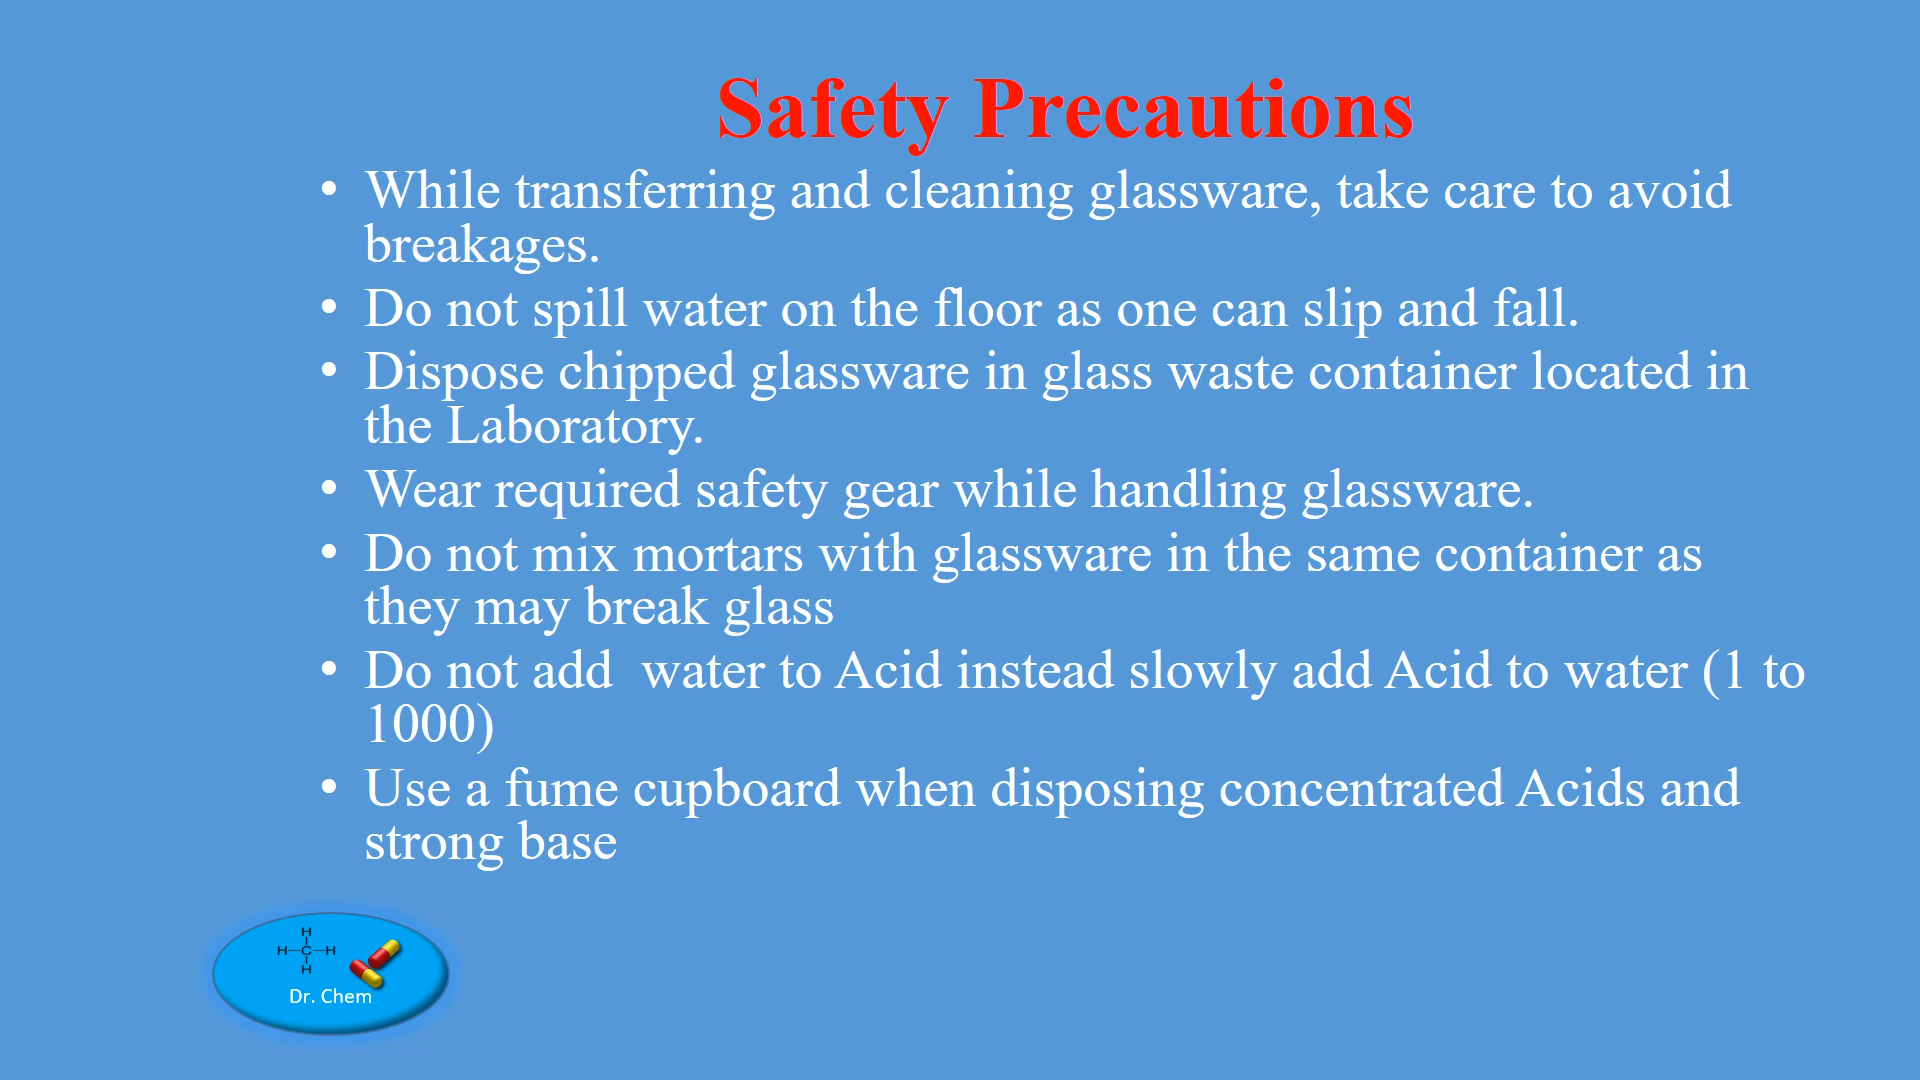 Safety Precautions
• While transferring and cleaning glassware, take care to avoid
breakages.
• Do not spill water on the floor as one can slip and fall.
• Dispose chipped glassware in glass waste container located in
the Laboratory.
• Wear required safety gear while handling glassware.
• Do not mix mortars with glassware in the same container as
they may break glass
• Do not add  water to Acid instead slowly add Acid to water (1 to
1000)
• Use a fume cupboard when disposing concentrated Acids and
strong base
H
H C H
H
Dr. Chem